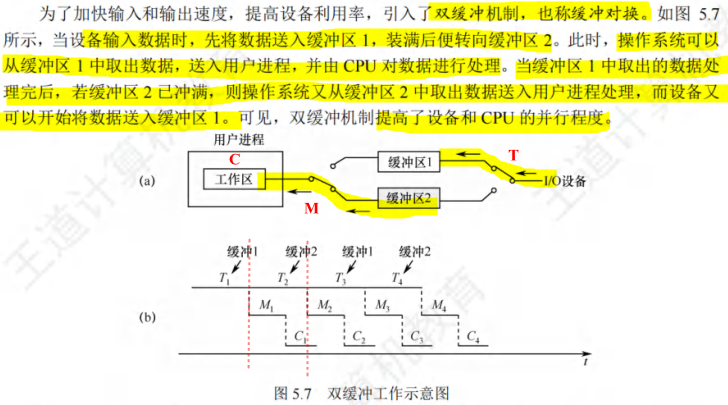 为了加快输入和输出速度，提高设备利用率，引入了双缓冲机制，也称缓冲对换。如图 5.7
所示，当设备输入数据时，先将数据送入缓冲区 1，装满后便转向缓冲区 2。此时，操作系统可以
从缓冲区 1 中取出数据，送入用户进程，并由 CPU 对数据进行处理。当缓冲区 1 中取出的数据处
理完后，若缓冲区 2 已冲满，则操作系统又从缓冲区 2 中取出数据送入用户进程处理，而设备又
可以开始将数据送入缓冲区 1。可见，双缓冲机制提高了设备和 CPU 的并行程度。
用户进程
C
工作区
(a)
M
缓冲区1
缓冲区2
T
I/O设备
缓冲1 缓冲2 缓冲1 缓冲2
T1 T2 T3 T4
(b)
M1 M2 M3 M4
C1 C2 C3 C4
t
图 5.7 双缓冲工作示意图
王道计算机教育